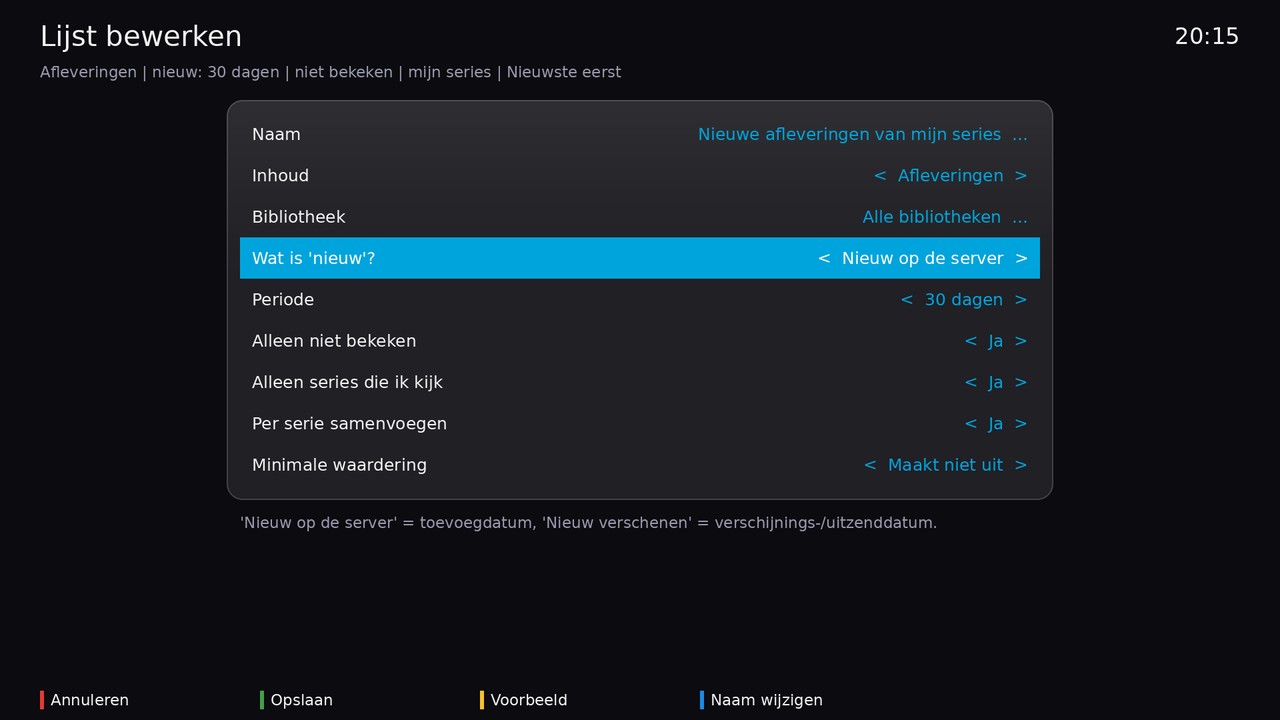 Lijst bewerken
20:15
Afleveringen | nieuw: 30 dagen | niet bekeken | mijn series | Nieuwste eerst
Naam Nieuwe afleveringen van mijn series ...
Inhoud < Afleveringen >
Bibliotheek Alle bibliotheken ...
Wat is 'nieuw'? < Nieuw op de server >
Periode < 30 dagen >
Alleen niet bekeken < Ja >
Alleen series die ik kijk < Ja >
Per serie samenvoegen < Ja >
Minimale waardering < Maakt niet uit >
'Nieuw op de server' = toevoegdatum, 'Nieuw verschenen' = verschijnings-/uitzenddatum.
Annuleren Opslaan Voorbeeld Naam wijzigen